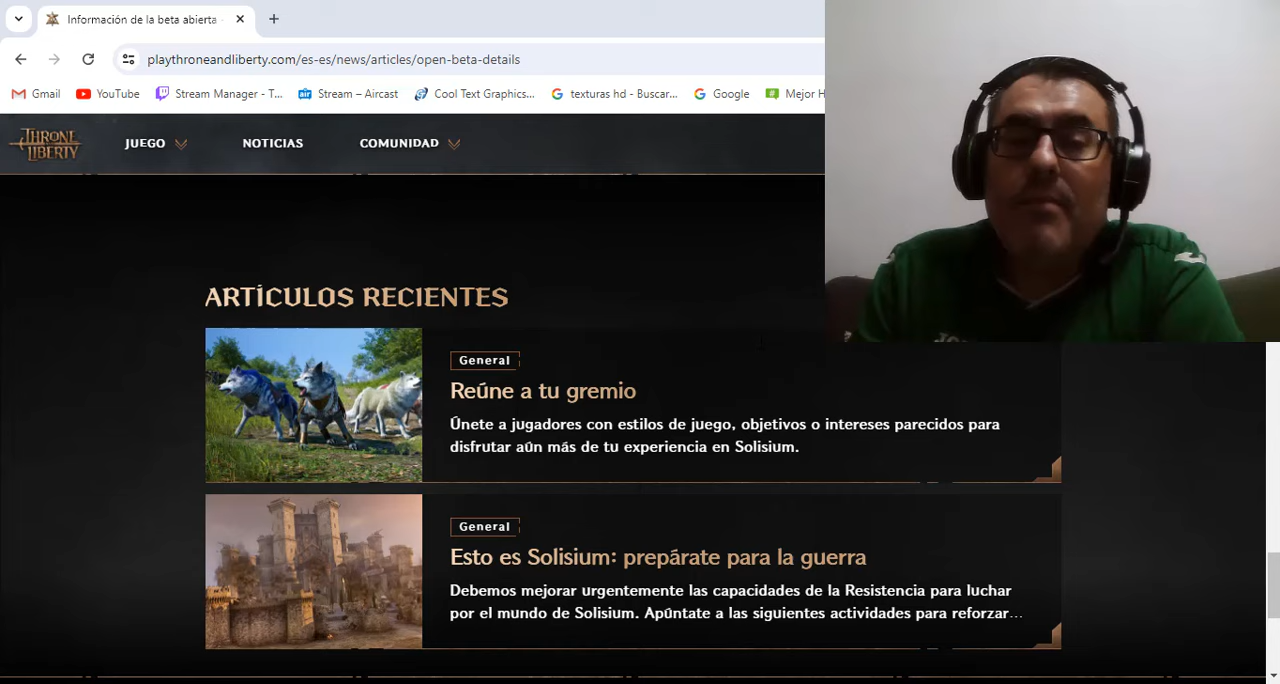 Información de la beta abierta
playthroneandliberty.com/es-es/news/articles/open-beta-details
Gmail YouTube Stream Manager - T... Stream – Aircast Cool Text Graphics... texturas hd - Buscar... Google Mejor H
THRONE LIBERTY JUEGO NOTICIAS COMUNIDAD
ARTÍCULOS RECIENTES
General
Reúne a tu gremio
Únete a jugadores con estilos de juego, objetivos o intereses parecidos para
disfrutar aún más de tu experiencia en Solisium.
General
Esto es Solisium: prepárate para la guerra
Debemos mejorar urgentemente las capacidades de la Resistencia para luchar
por el mundo de Solisium. Apúntate a las siguientes actividades para reforzar...